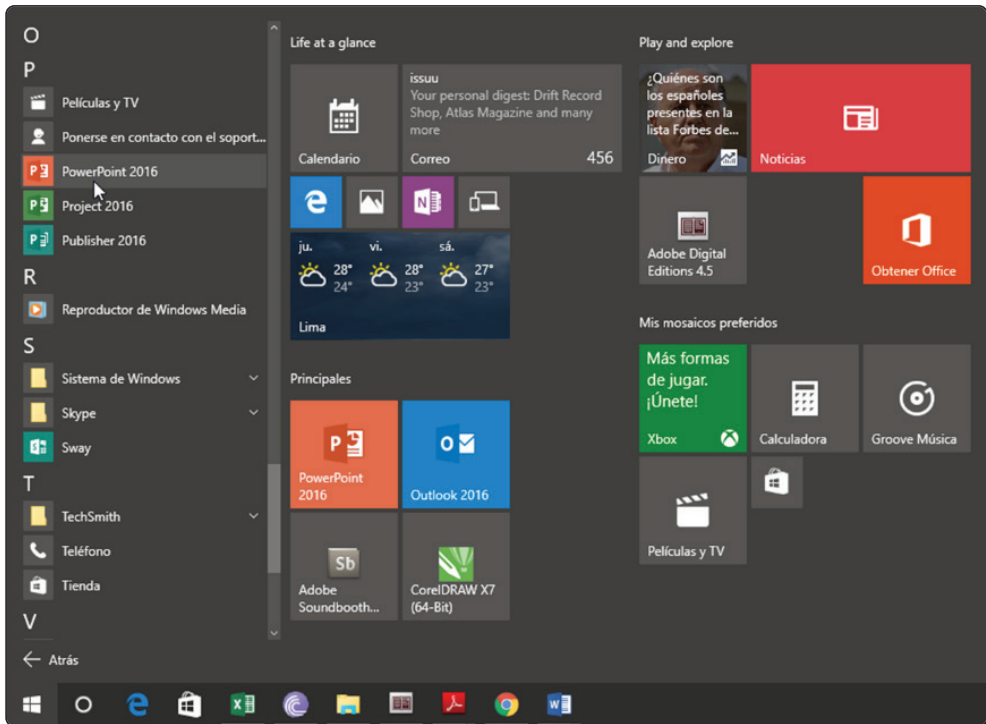 O
P
Películas y TV
Ponerse en contacto con el soport...
PowerPoint 2016
Project 2016
Publisher 2016
R
Reproductor de Windows Media
S
Sistema de Windows
Skype
Sway
T
TechSmith
Teléfono
Tienda
V
Atrás
Life at a glance
Calendario
issuu
Your personal digest: Drift Record
Shop, Atlas Magazine and many
more
Correo 456
ju. vi. sá.
28° 28° 27°
24° 23° 23°
Lima
Principales
PowerPoint
2016
Outlook 2016
Sb
Adobe
Soundbooth...
CorelDRAW X7
(64-Bit)
Play and explore
¿Quiénes son
los españoles
presentes en la
lista Forbes de...
Dinero
Noticias
Adobe Digital
Editions 4.5
Obtener Office
Mis mosaicos preferidos
Más formas
de jugar.
¡Únete!
Xbox
Calculadora
Groove Música
Películas y TV